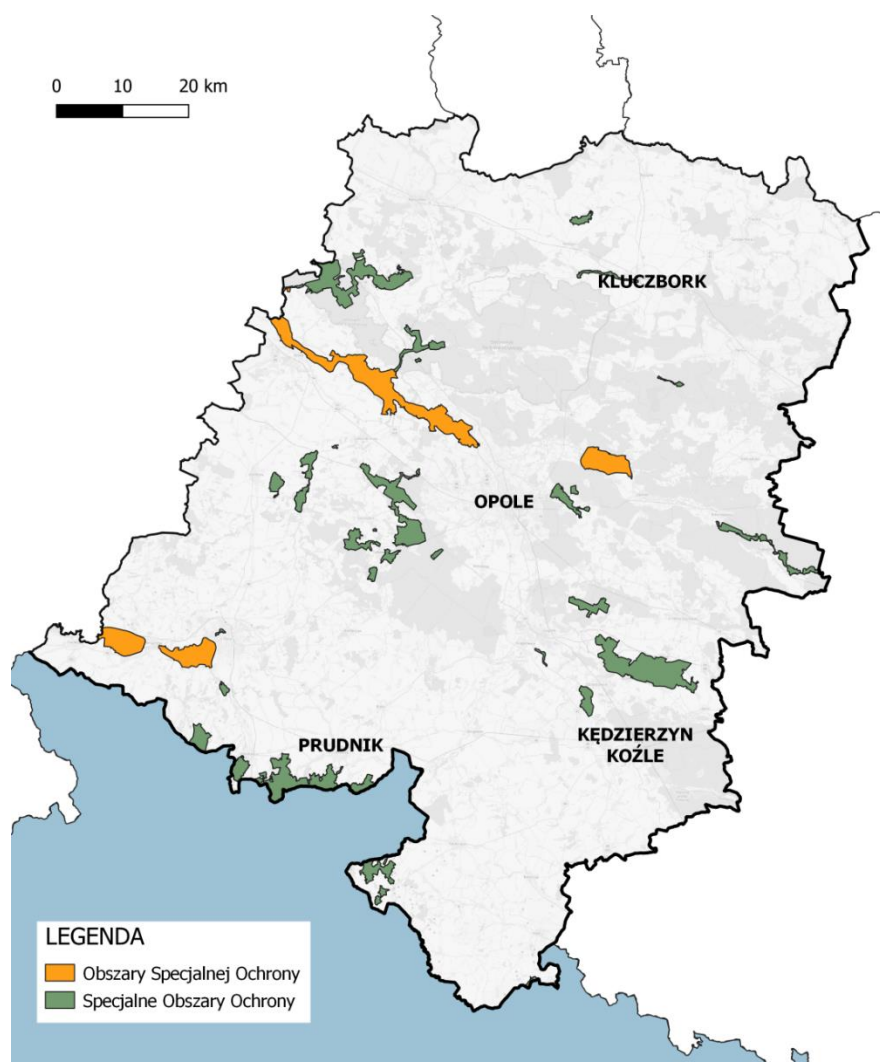 0 10 20 km
KLUCZBORK
OPOLE
KĘDZIERZYN
KOŹLE
PRUDNIK
LEGENDA
Obszary Specjalnej Ochrony
Specjalne Obszary Ochrony